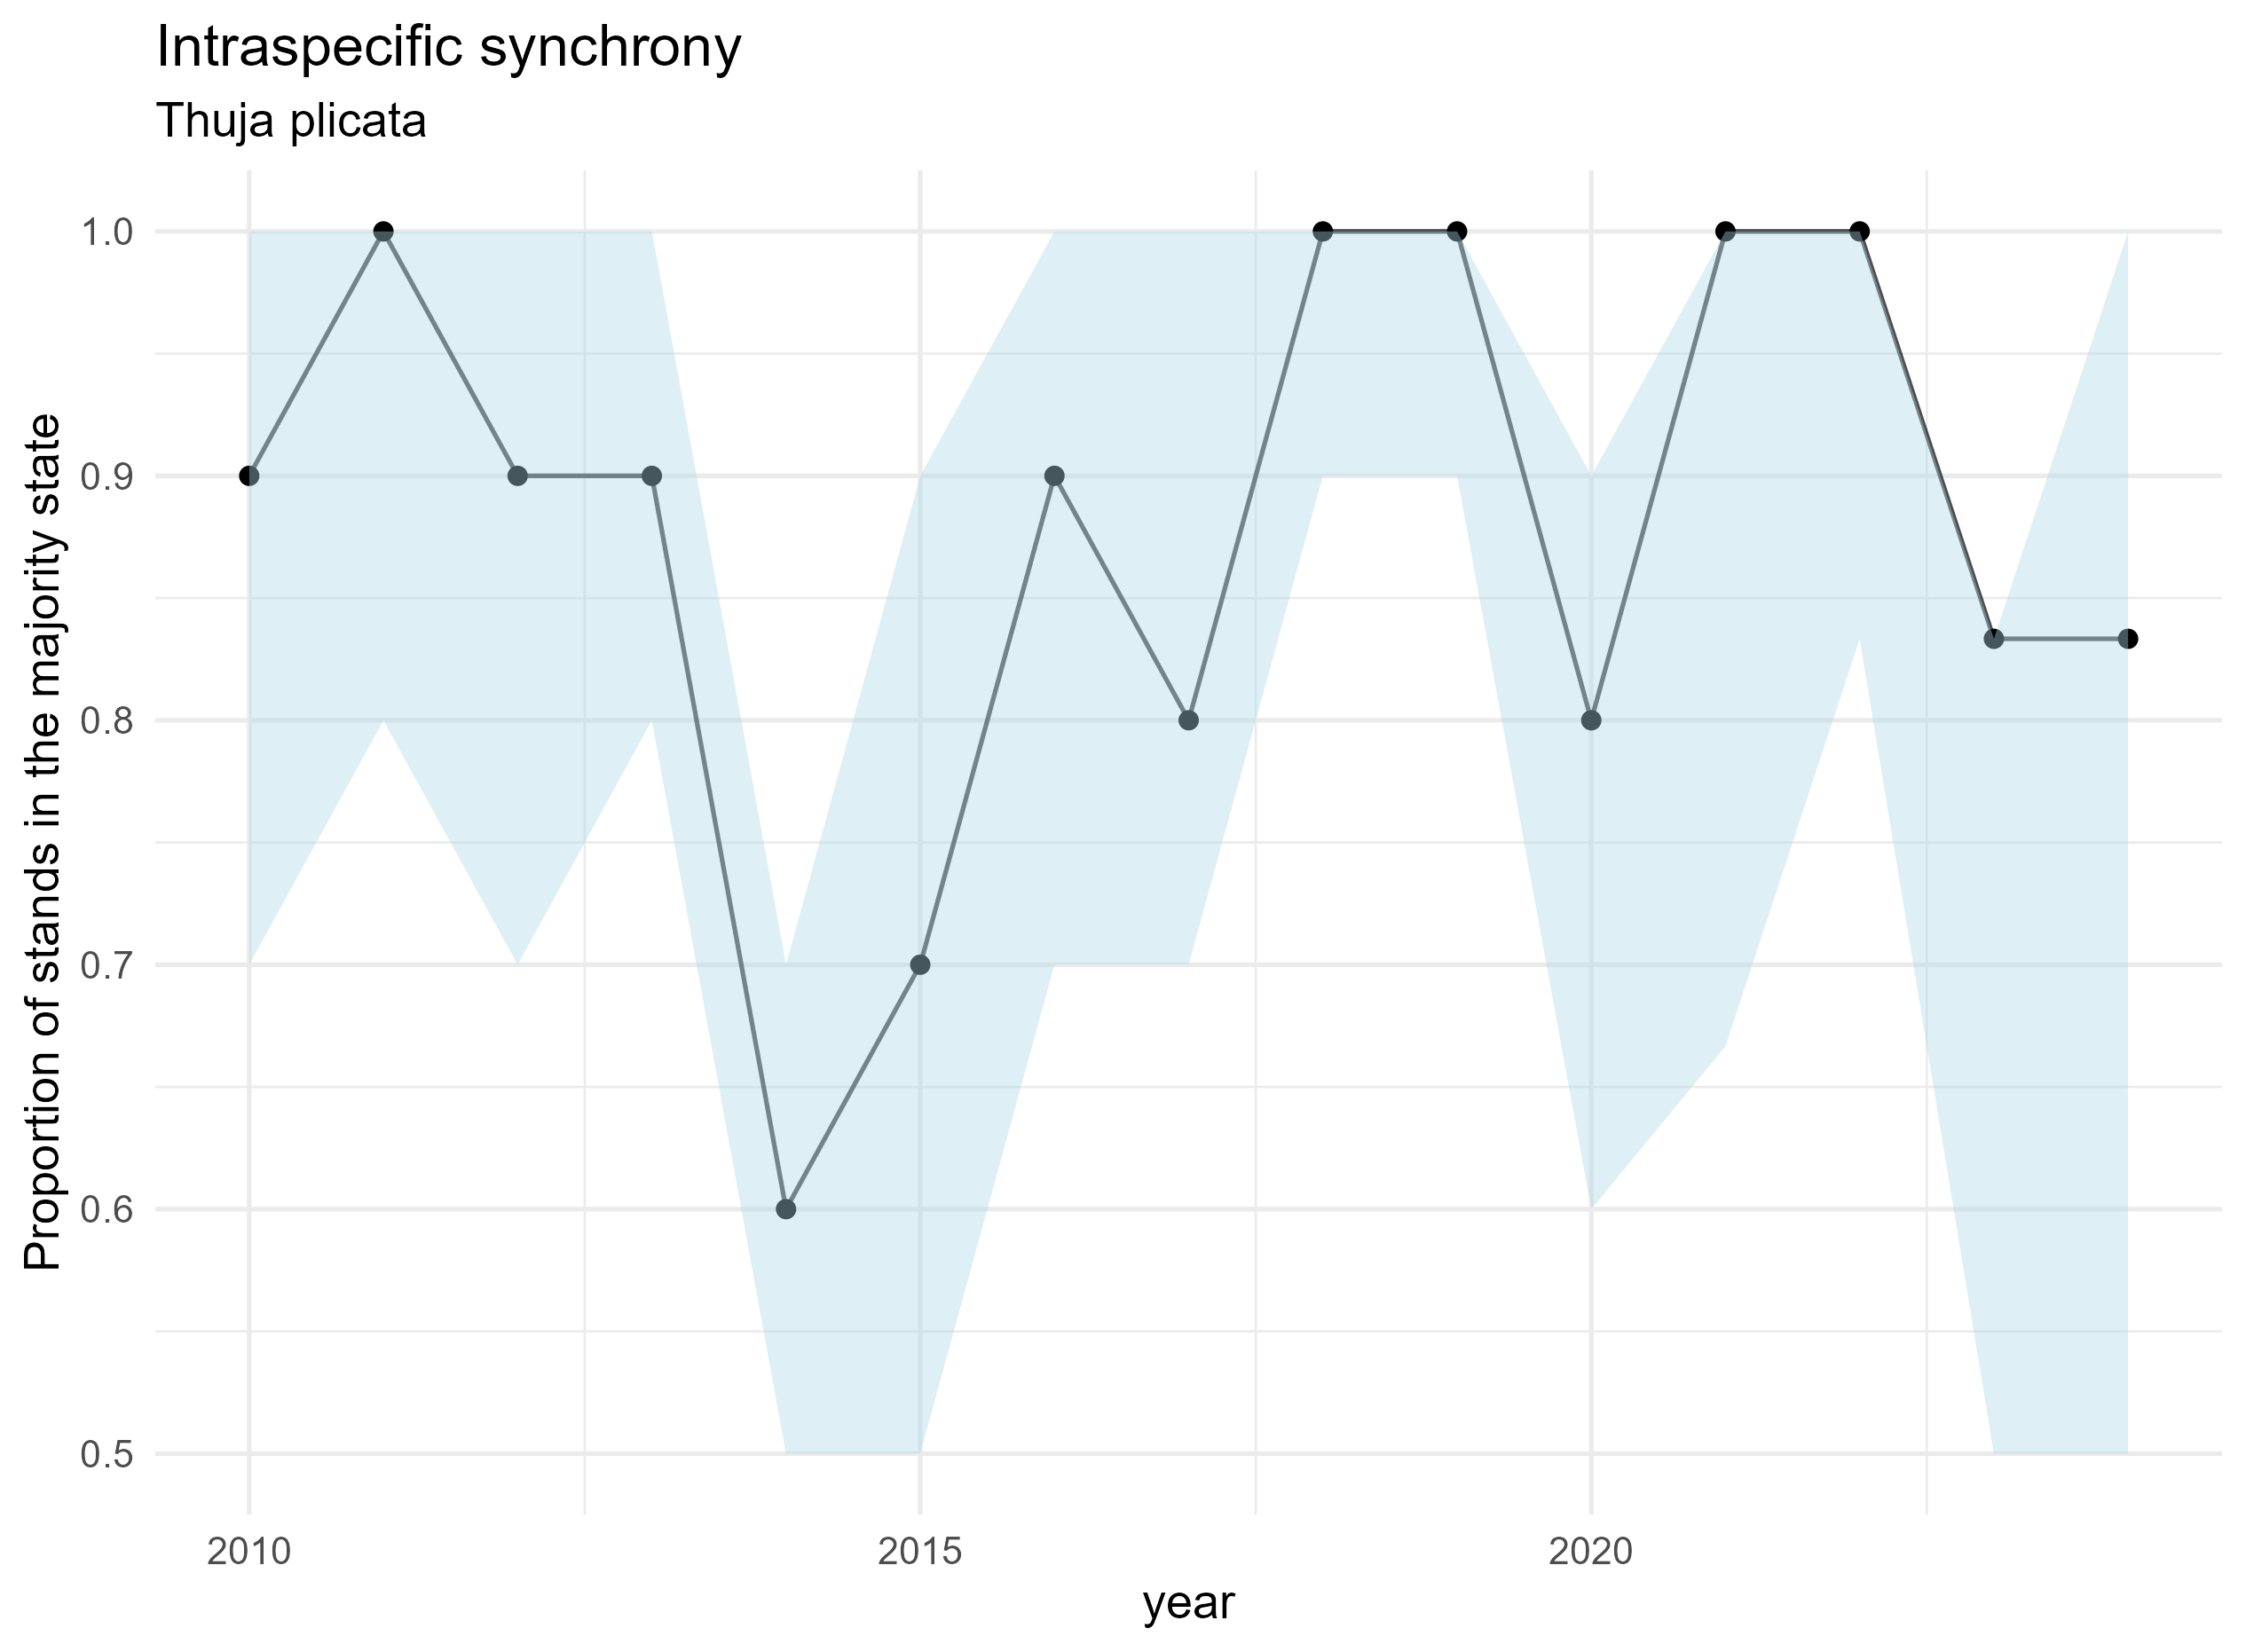 Intraspecific synchrony
Thuja plicata
Proportion of stands in the majority state
1.0
0.9
0.8
0.7
0.6
0.5
2010
2015
2020
year